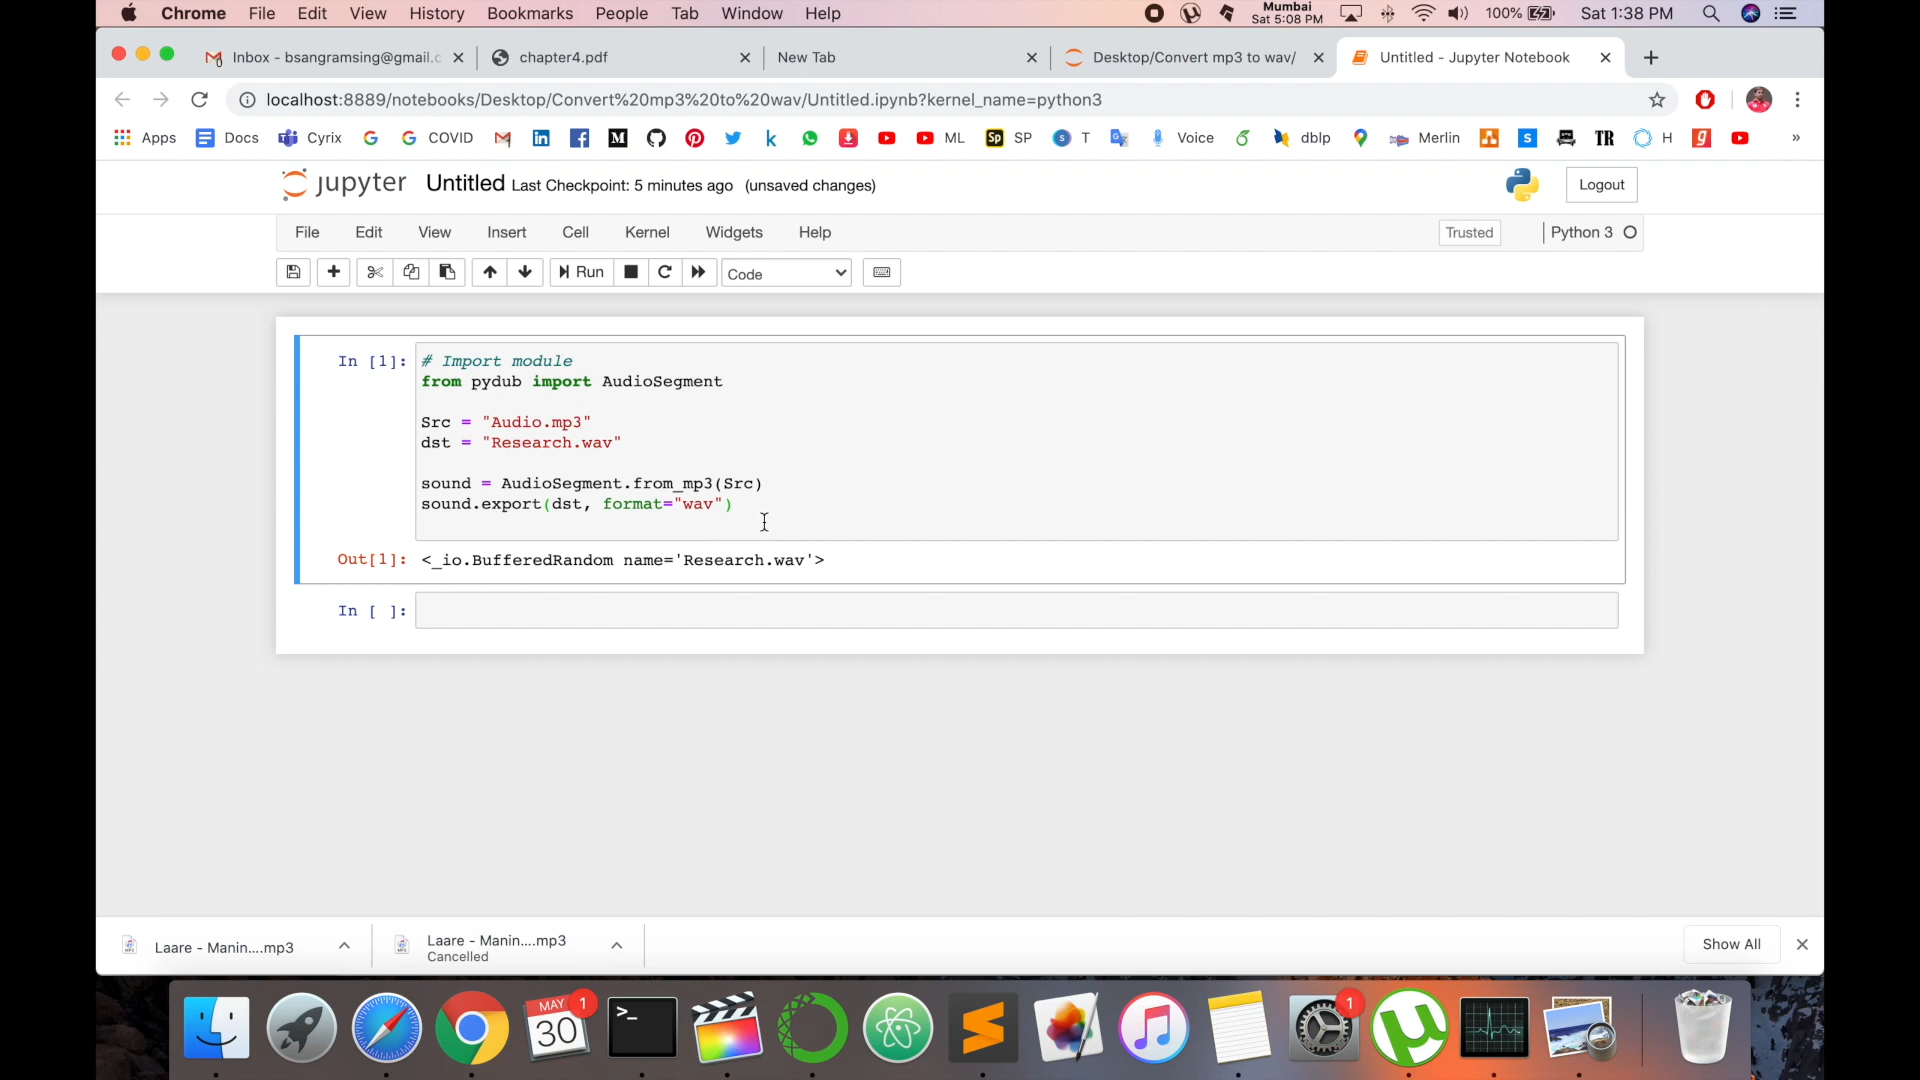 Chrome File Edit View History Bookmarks People Tab Window Help Mumbai Sat 5:08 PM 100% Sat 1:38 PM
Inbox - bsangramsing@gmail.c chapter4.pdf New Tab Desktop/Convert mp3 to wav/ Untitled - Jupyter Notebook
localhost:8889/notebooks/Desktop/Convert%20mp3%20to%20wav/Untitled.ipynb?kernel_name=python3
Apps Docs Cyrix COVID ML Sp SP T Voice dblp Merlin TR H
jupyter Untitled Last Checkpoint: 5 minutes ago (unsaved changes) Logout
File Edit View Insert Cell Kernel Widgets Help Trusted Python 3
Run Code
In [1]: # Import module
from pydub import AudioSegment
Src = "Audio.mp3"
dst = "Research.wav"
sound = AudioSegment.from_mp3(Src)
sound.export(dst, format="wav")
Out[1]: <_io.BufferedRandom name='Research.wav'>
In [ ]:
Laare - Manin....mp3 Laare - Manin....mp3 Show All
Cancelled
MAY 30 1 1